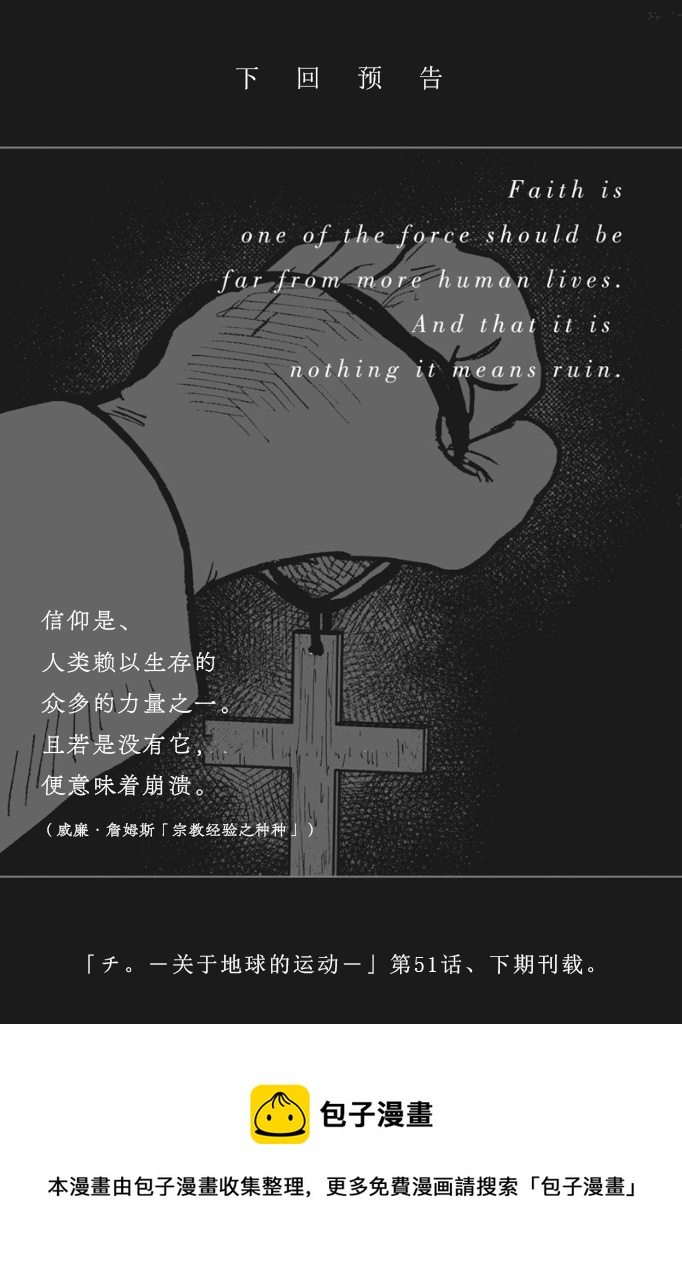 下回预告
Faith is
one of the force should be
far from more human lives.
And that it is
nothing it means ruin.
信仰是、
人类赖以生存的
众多的力量之一。
且若是没有它，
便意味着崩溃。
（威廉·詹姆斯「宗教经验之种种」）
「チ。－关于地球的运动－」第51话、下期刊载。
包子漫畫
本漫畫由包子漫畫收集整理，更多免費漫画請搜索「包子漫畫」